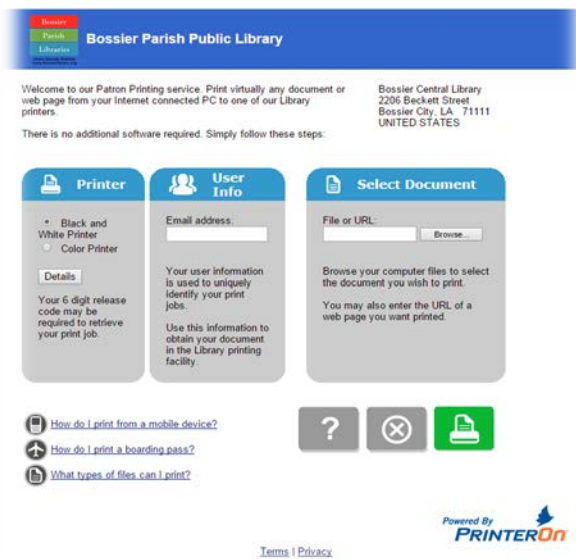 Bossier
Parish
Libraries
Bossier Parish Public Library
Welcome to our Patron Printing service. Print virtually any document or
web page from your Internet connected PC to one of our Library
printers.
There is no additional software required. Simply follow these steps:
Bossier Central Library
2206 Beckett Street
Bossier City, LA 71111
UNITED STATES
Printer
Black and
White Printer
Color Printer
Details
Your 6 digit release
code may be
required to retrieve
your print job.
User
Info
Email address:
Your user information
is used to uniquely
identify your print
jobs.
Use this information to
obtain your document
in the Library printing
facility.
Select Document
File or URL:
Browse...
Browse your computer files to select
the document you wish to print.
You may also enter the URL of a
web page you want printed.
How do I print from a mobile device?
How do I print a boarding pass?
What types of files can I print?
?
Powered By
PRINTERON
Terms | Privacy